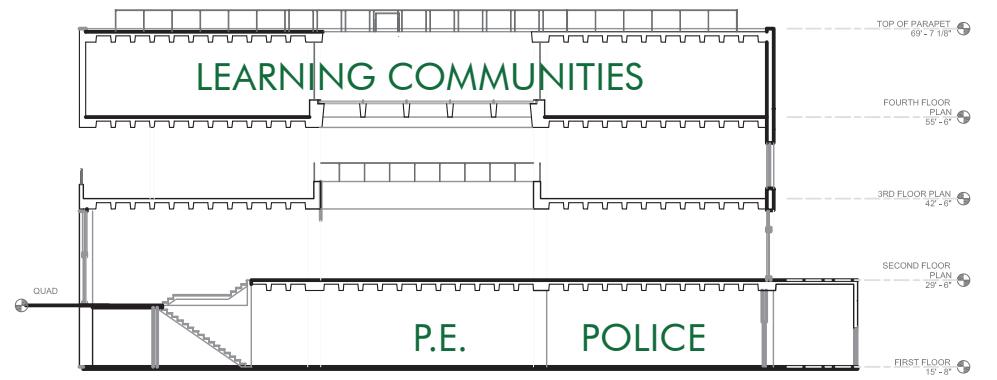 TOP OF PARAPET
69' - 7 1/8"
LEARNING COMMUNITIES
FOURTH FLOOR
PLAN
55' - 6"
3RD FLOOR PLAN
42' - 6"
SECOND FLOOR
PLAN
29' - 6"
QUAD
P.E.
POLICE
FIRST FLOOR
15' - 8"